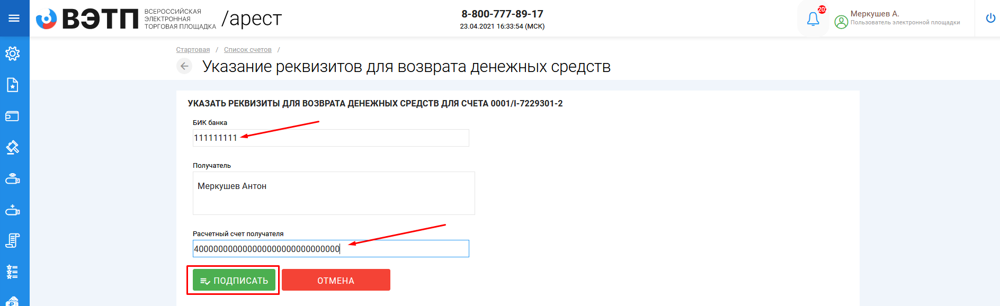 ВЭТП
ВСЕРОССИЙСКАЯ
ЭЛЕКТРОННАЯ
ТОРГОВАЯ ПЛОЩАДКА
/арест
8-800-777-89-17
23.04.2021 16:33:54 (МСК)
20
Меркушев А.
Пользователь электронной площадки
Стартовая / Список счетов /
Указание реквизитов для возврата денежных средств
УКАЗАТЬ РЕКВИЗИТЫ ДЛЯ ВОЗВРАТА ДЕНЕЖНЫХ СРЕДСТВ ДЛЯ СЧЕТА 0001/I-7229301-2
БИК банка
111111111
Получатель
Меркушев Антон
Расчетный счет получателя
400000000000000000000000000000
ПОДПИСАТЬ
ОТМЕНА